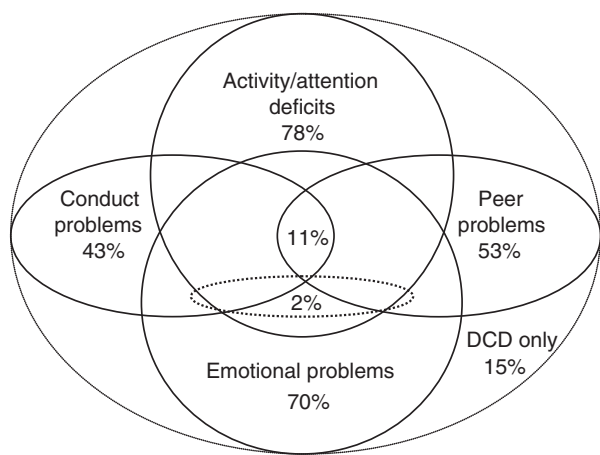 Activity/attention
deficits
78%
Conduct
problems
43%
Peer
problems
53%
11%
2%
DCD only
15%
Emotional problems
70%